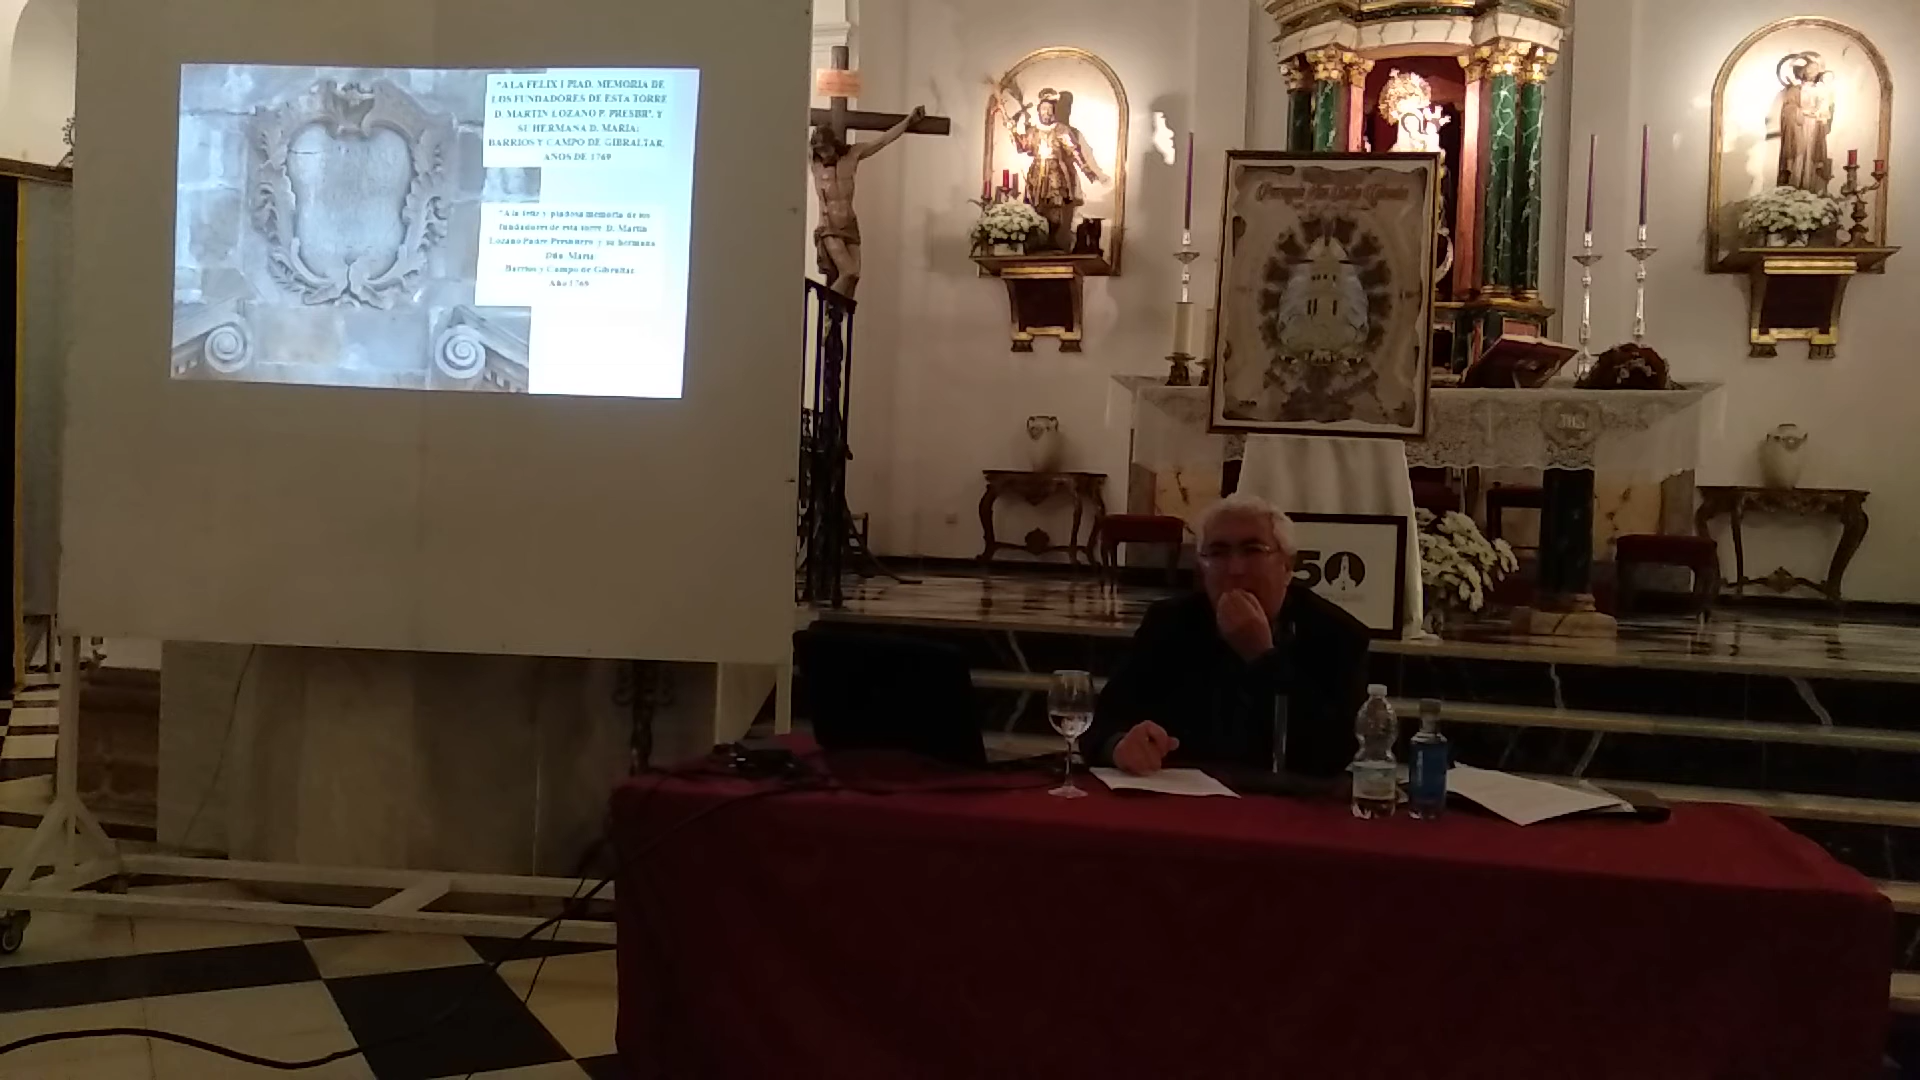 "A LA FELIX I PIAD. MEMORIA DE
LOS FUNDADORES DE ESTA TORRE
D. MARTIN LOZANO P. PRESBR°. Y
SU HERMANA D. MARIA:
BARRIOS Y CAMPO DE GIBRALTAR,
AÑOS DE 1769
"A la feliz y piadosa memoria de los
fundadores de esta torre D. Martín
Lozano Padre Presbítero y su hermana
Dña María
Barrios y Campo de Gibraltar
Año 1769
50
JHS